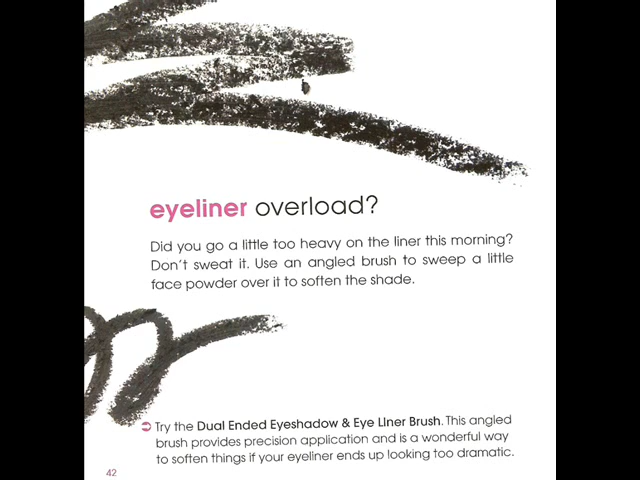 eyeliner overload?
Did you go a little too heavy on the liner this morning?
Don't sweat it. Use an angled brush to sweep a little
face powder over it to soften the shade.
Try the Dual Ended Eyeshadow & Eye LIner Brush. This angled
brush provides precision application and is a wonderful way
to soften things if your eyeliner ends up looking too dramatic.
42